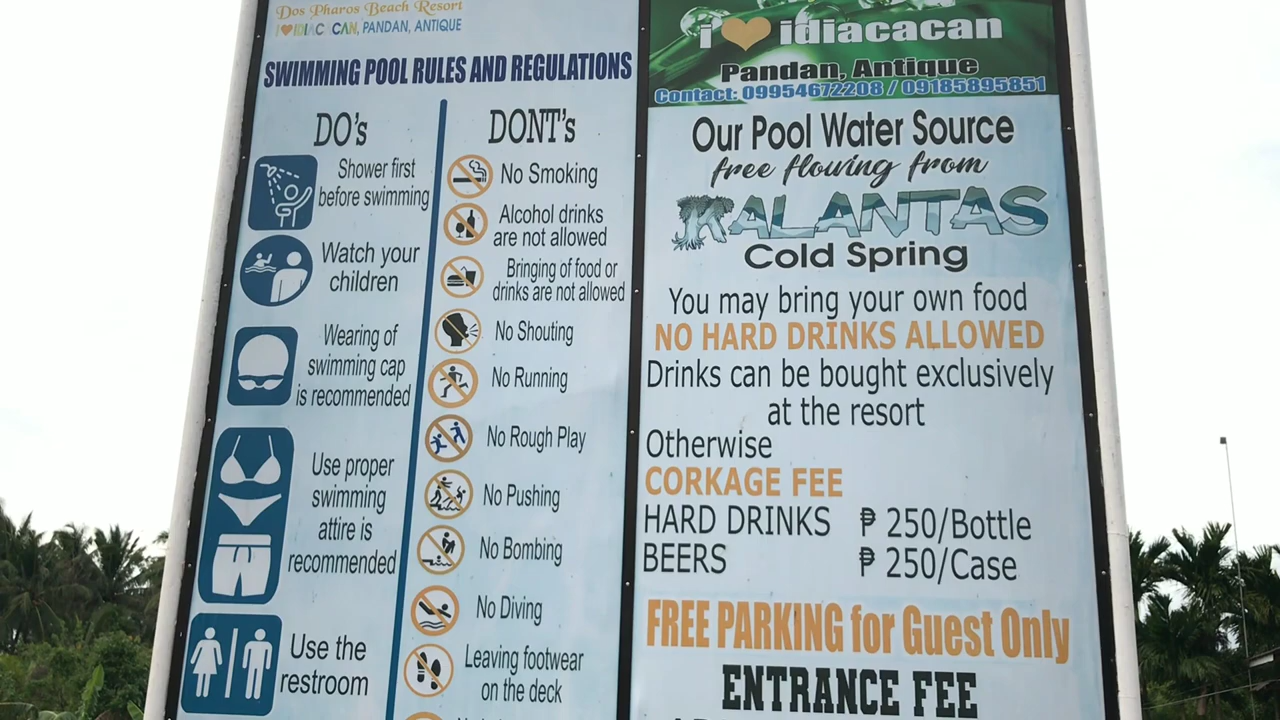 Dos Pharos Beach Resort
I IDIAC CAN, PANDAN, ANTIQUE
SWIMMING POOL RULES AND REGULATIONS
DO's
Shower first
before swimming
Watch your
children
Wearing of
swimming cap
is recommended
Use proper
swimming
attire is
recommended
Use the
restroom
DONT's
No Smoking
Alcohol drinks
are not allowed
Bringing of food or
drinks are not allowed
No Shouting
No Running
No Rough Play
No Pushing
No Bombing
No Diving
Leaving footwear
on the deck
i idiacacan
Pandan, Antique
Contact: 09954672208 / 09185895851
Our Pool Water Source
free flowing from
KALANTAS
Cold Spring
You may bring your own food
NO HARD DRINKS ALLOWED
Drinks can be bought exclusively
at the resort
Otherwise
CORKAGE FEE
HARD DRINKS ₱ 250/Bottle
BEERS ₱ 250/Case
FREE PARKING for Guest Only
ENTRANCE FEE